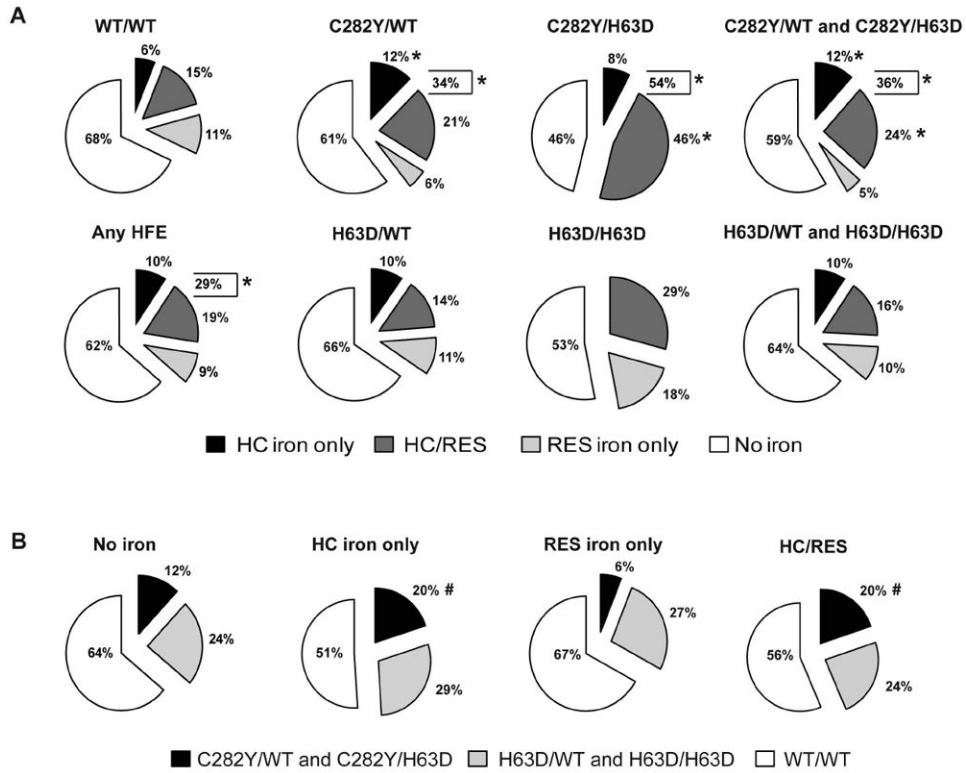 A
WT/WT
6%
15%
11%
68%
C282Y/WT
12% *
34% *
21%
6%
61%
C282Y/H63D
8%
54% *
46% *
46%
C282Y/WT and C282Y/H63D
12% *
36% *
24% *
5%
59%
Any HFE
10%
29% *
19%
9%
62%
H63D/WT
10%
14%
11%
66%
H63D/H63D
29%
18%
53%
H63D/WT and H63D/H63D
10%
16%
10%
64%
HC iron only HC/RES RES iron only No iron
B
No iron
12%
24%
64%
HC iron only
20% #
29%
51%
RES iron only
6%
27%
67%
HC/RES
20% #
24%
56%
C282Y/WT and C282Y/H63D H63D/WT and H63D/H63D WT/WT